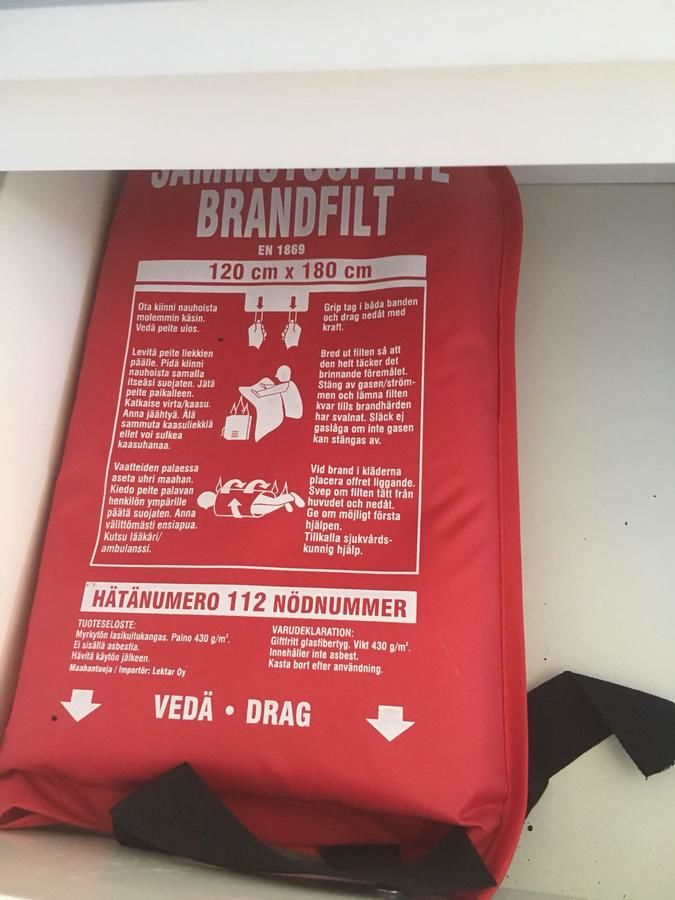 SAMMUTUSPEITE
BRANDFILT
EN 1869
120 cm x 180 cm
Ota kiinni nauhoista
molemmin käsin.
Vedä peite ulos.
Grip tag i båda banden
och drag nedåt med
kraft.
Levitä peite liekkien
päälle. Pidä kiinni
nauhoista samalla
itseäsi suojaten. Jätä
peite paikalleen.
Katkaise virta/kaasu.
Anna jäähtyä. Älä
sammuta kaasuliekkiä
ellet voi sulkea
kaasuhanaa.
Bred ut filten så att
den helt täcker det
brinnande föremålet.
Stäng av gasen/ström-
men och lämna filten
kvar tills brandhärden
har svalnat. Släck ej
gaslåga om inte gasen
kan stängas av.
Vaatteiden palaessa
aseta uhri maahan.
Kiedo peite palavan
henkilön ympärille
päätä suojaten. Anna
välittömästi ensiapua.
Kutsu lääkäri/
ambulanssi.
Vid brand i kläderna
placera offret liggande.
Svep om filten tätt från
huvudet och nedåt.
Ge om möjligt första
hjälpen.
Tillkalla sjukvårds-
kunnig hjälp.
HÄTÄNUMERO 112 NÖDNUMMER
TUOTESELOSTE:
Myrkytön lasikuitukangas. Paino 430 g/m².
Ei sisällä asbestia.
Hävitä käytön jälkeen.
Maahantuoja / Importör: Lektar Oy
VARUDEKLARATION:
Giftfritt glasfibertyg. Vikt 430 g/m².
Innehåller inte asbest.
Kasta bort efter användning.
VEDÄ • DRAG